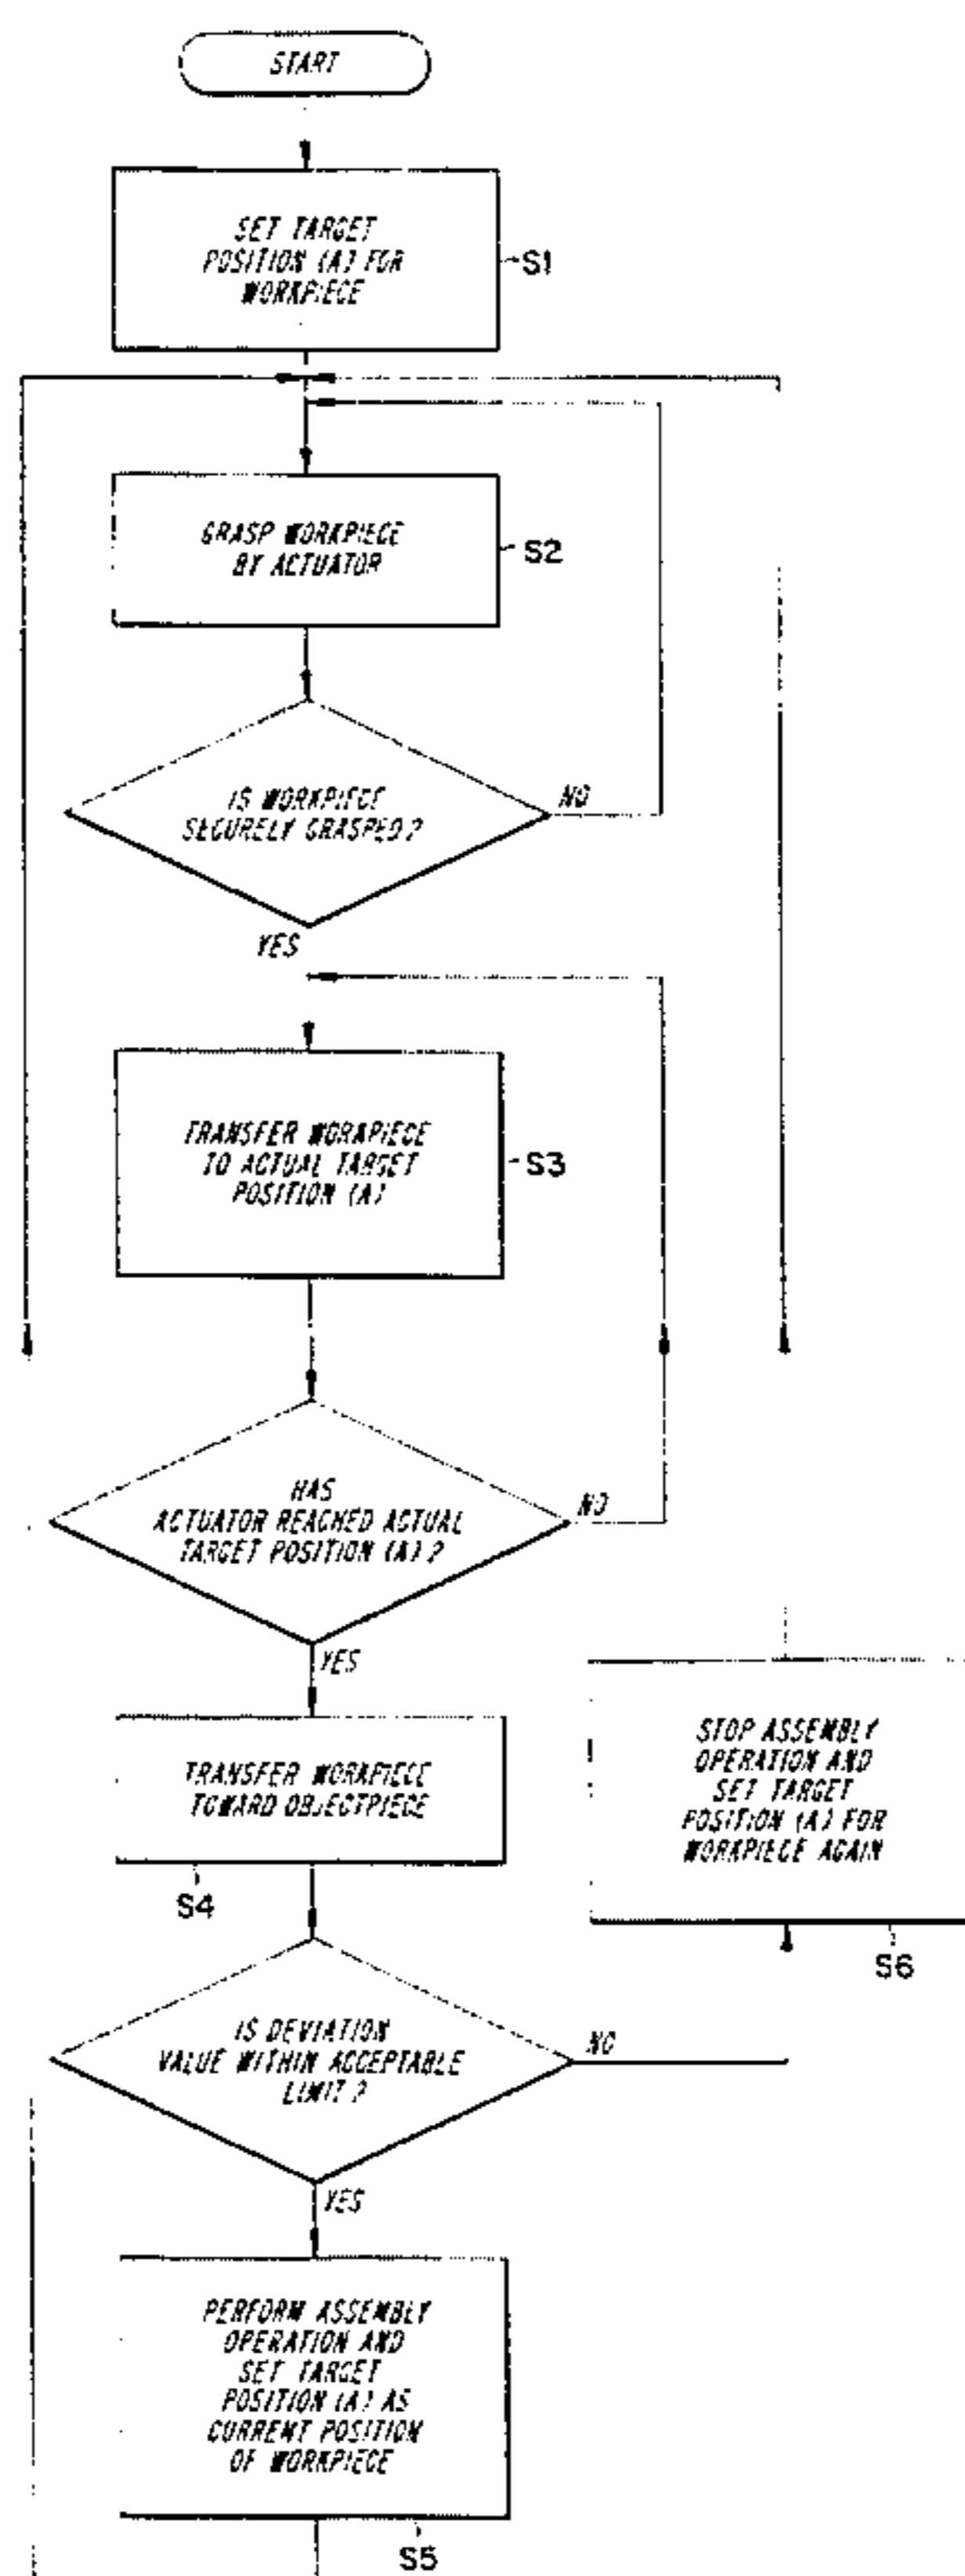 START
SET TARGET
POSITION (A) FOR
WORKPIECE
S1
GRASP WORKPIECE
BY ACTUATOR
S2
IS WORKPIECE
SECURELY GRASPED?
NO
YES
TRANSFER WORKPIECE
TO ACTUAL TARGET
POSITION (A)
S3
HAS
ACTUATOR REACHED ACTUAL
TARGET POSITION (A)?
NO
YES
TRANSFER WORKPIECE
TOWARD OBJECTPIECE
S4
STOP ASSEMBLY
OPERATION AND
SET TARGET
POSITION (A) FOR
WORKPIECE AGAIN
S6
IS DEVIATION
VALUE WITHIN ACCEPTABLE
LIMIT?
NO
YES
PERFORM ASSEMBLY
OPERATION AND
SET TARGET
POSITION (A) AS
CURRENT POSITION
OF WORKPIECE
S5